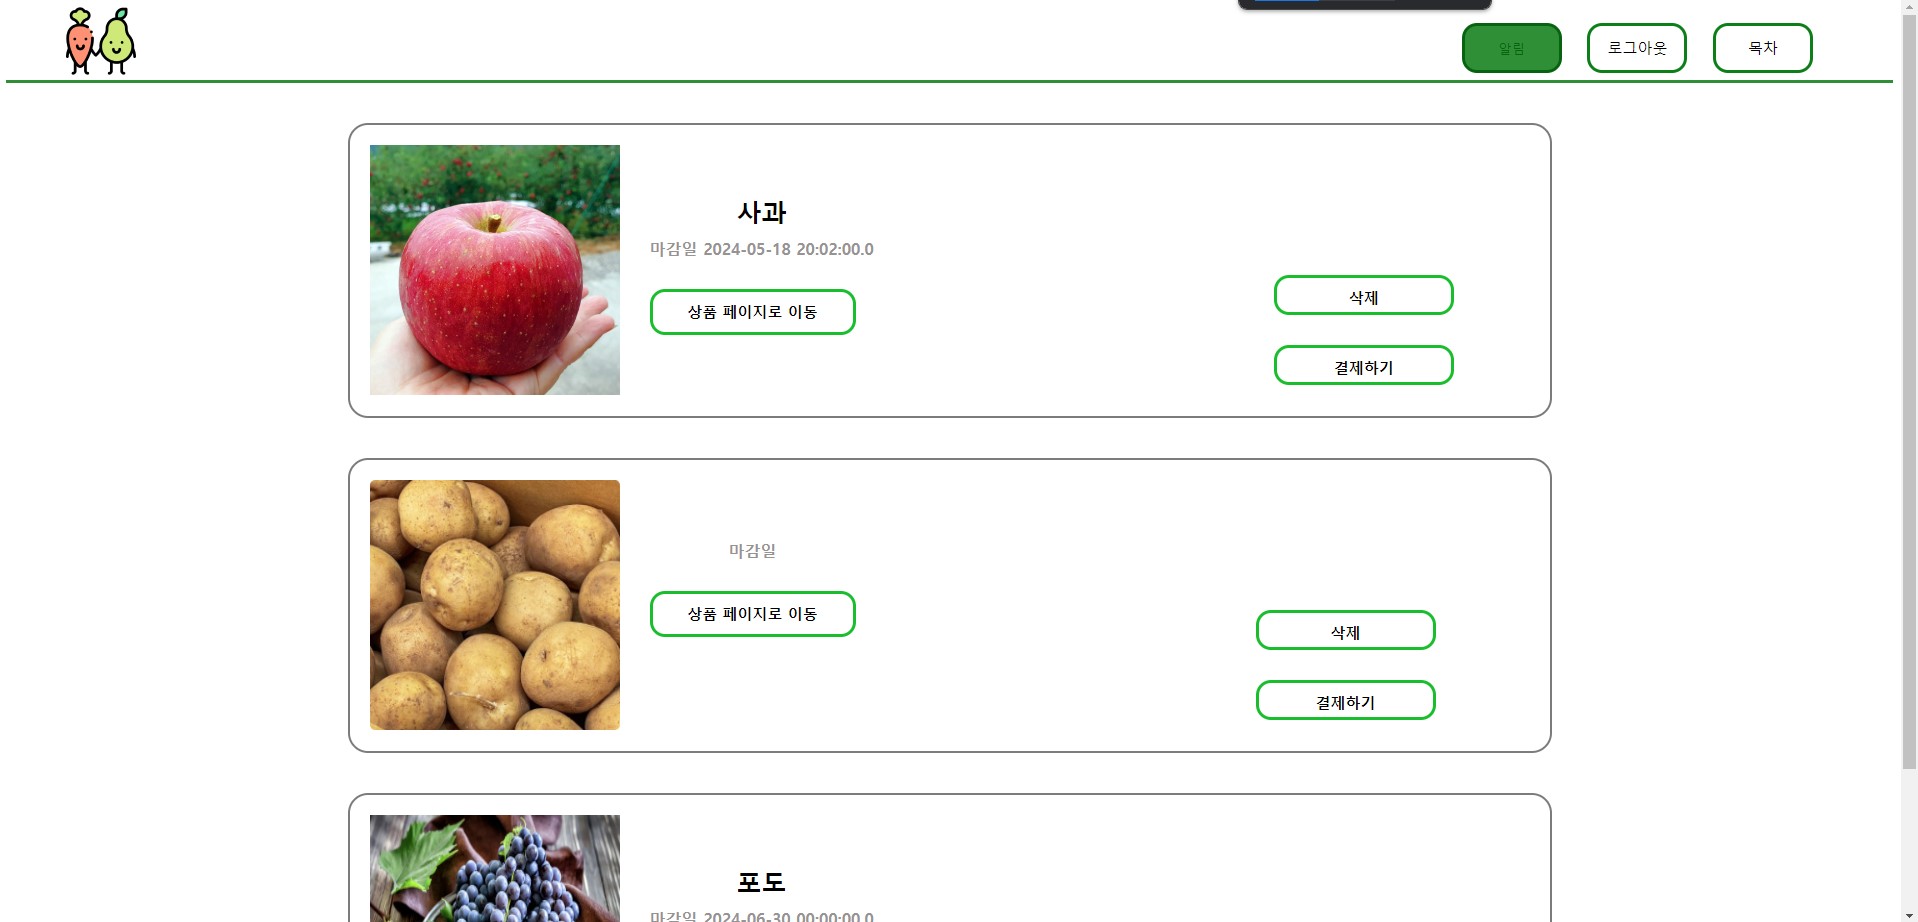 알림 로그아웃 목차
사과
마감일 2024-05-18 20:02:00.0
상품 페이지로 이동
삭제
결제하기
마감일
상품 페이지로 이동
삭제
결제하기
포도
마감일 2024-06-30 00:00:00.0